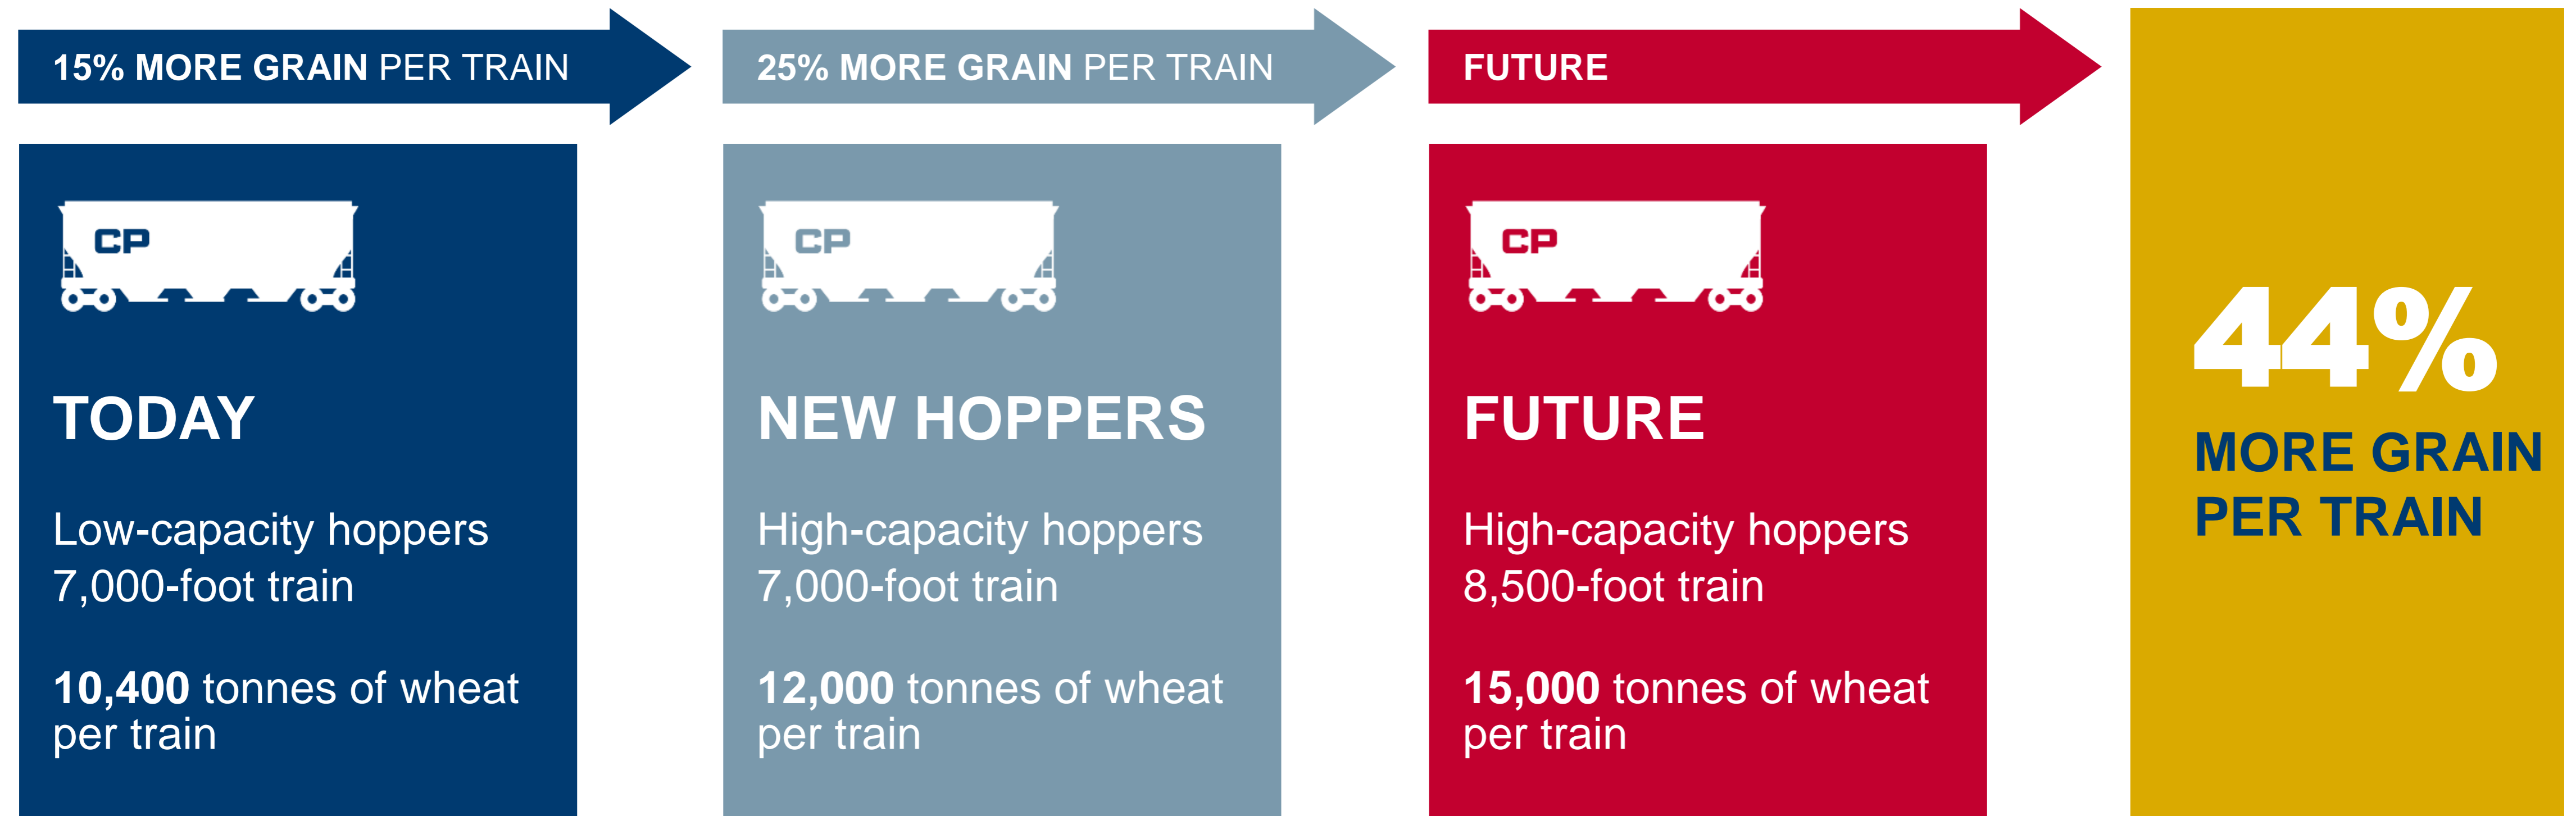 15% MORE GRAIN PER TRAIN
25% MORE GRAIN PER TRAIN
FUTURE
CP
TODAY
Low-capacity hoppers
7,000-foot train
10,400 tonnes of wheat
per train
CP
NEW HOPPERS
High-capacity hoppers
7,000-foot train
12,000 tonnes of wheat
per train
CP
FUTURE
High-capacity hoppers
8,500-foot train
15,000 tonnes of wheat
per train
44%
MORE GRAIN
PER TRAIN